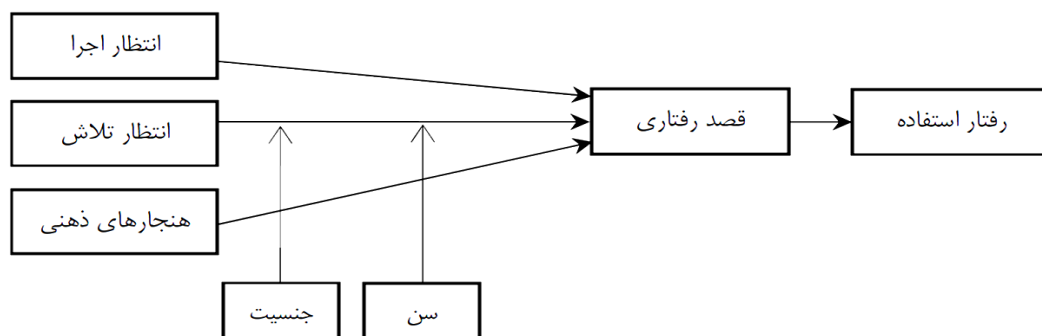 انتظار اجرا
انتظار تلاش
قصد رفتاری
رفتار استفاده
هنجارهای ذهنی
جنسیت
سن